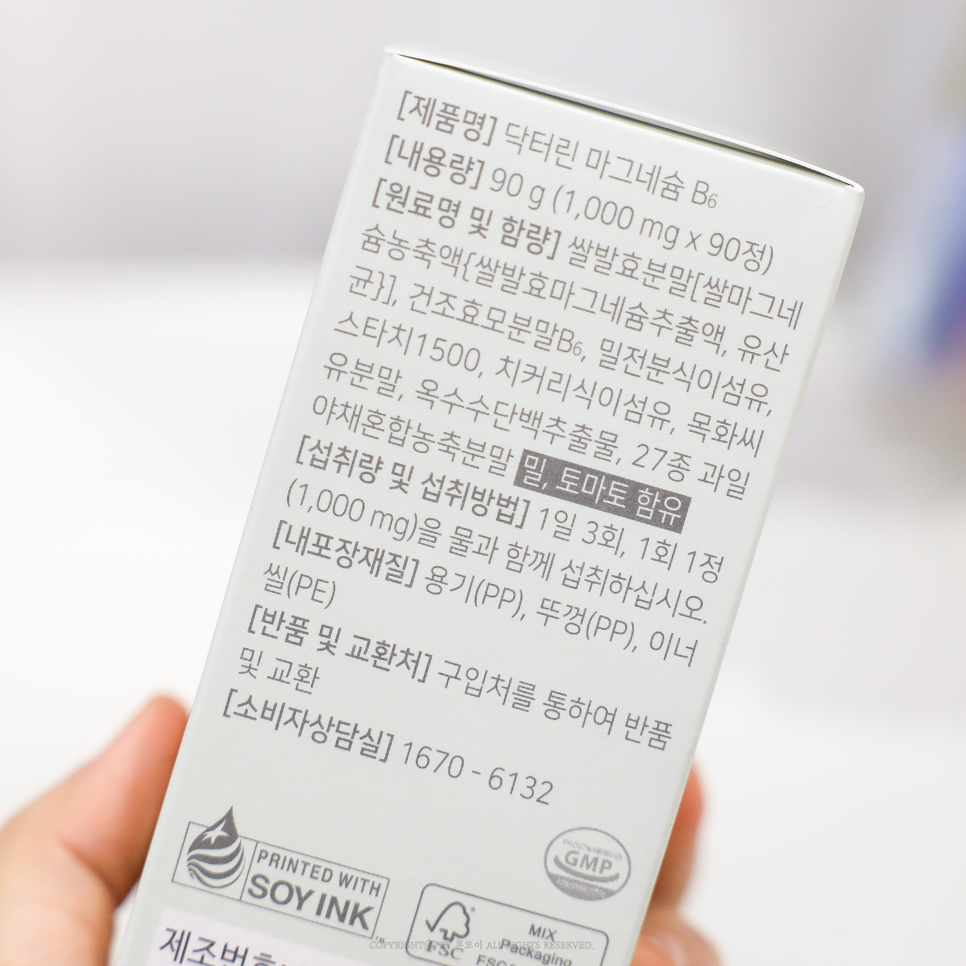 [제품명] 닥터린 마그네슘 B₆
[내용량] 90 g (1,000 mg x 90정)
[원료명 및 함량] 쌀발효분말[쌀마그네
슘농축액{쌀발효마그네슘추출액, 유산
균}], 건조효모분말B₆, 밀전분식이섬유,
스타치1500, 치커리식이섬유, 목화씨
유분말, 옥수수단백추출물, 27종 과일
야채혼합농축분말 밀, 토마토 함유
[섭취량 및 섭취방법] 1일 3회, 1회 1정
(1,000 mg)을 물과 함께 섭취하십시오.
[내포장재질] 용기(PP), 뚜껑(PP), 이너
씰(PE)
[반품 및 교환처] 구입처를 통하여 반품
및 교환
[소비자상담실] 1670 - 6132
PRINTED WITH
SOY INK
GMP
FSC
MIX
Packaging
제조번호
ALL RIGHTS RESERVED.